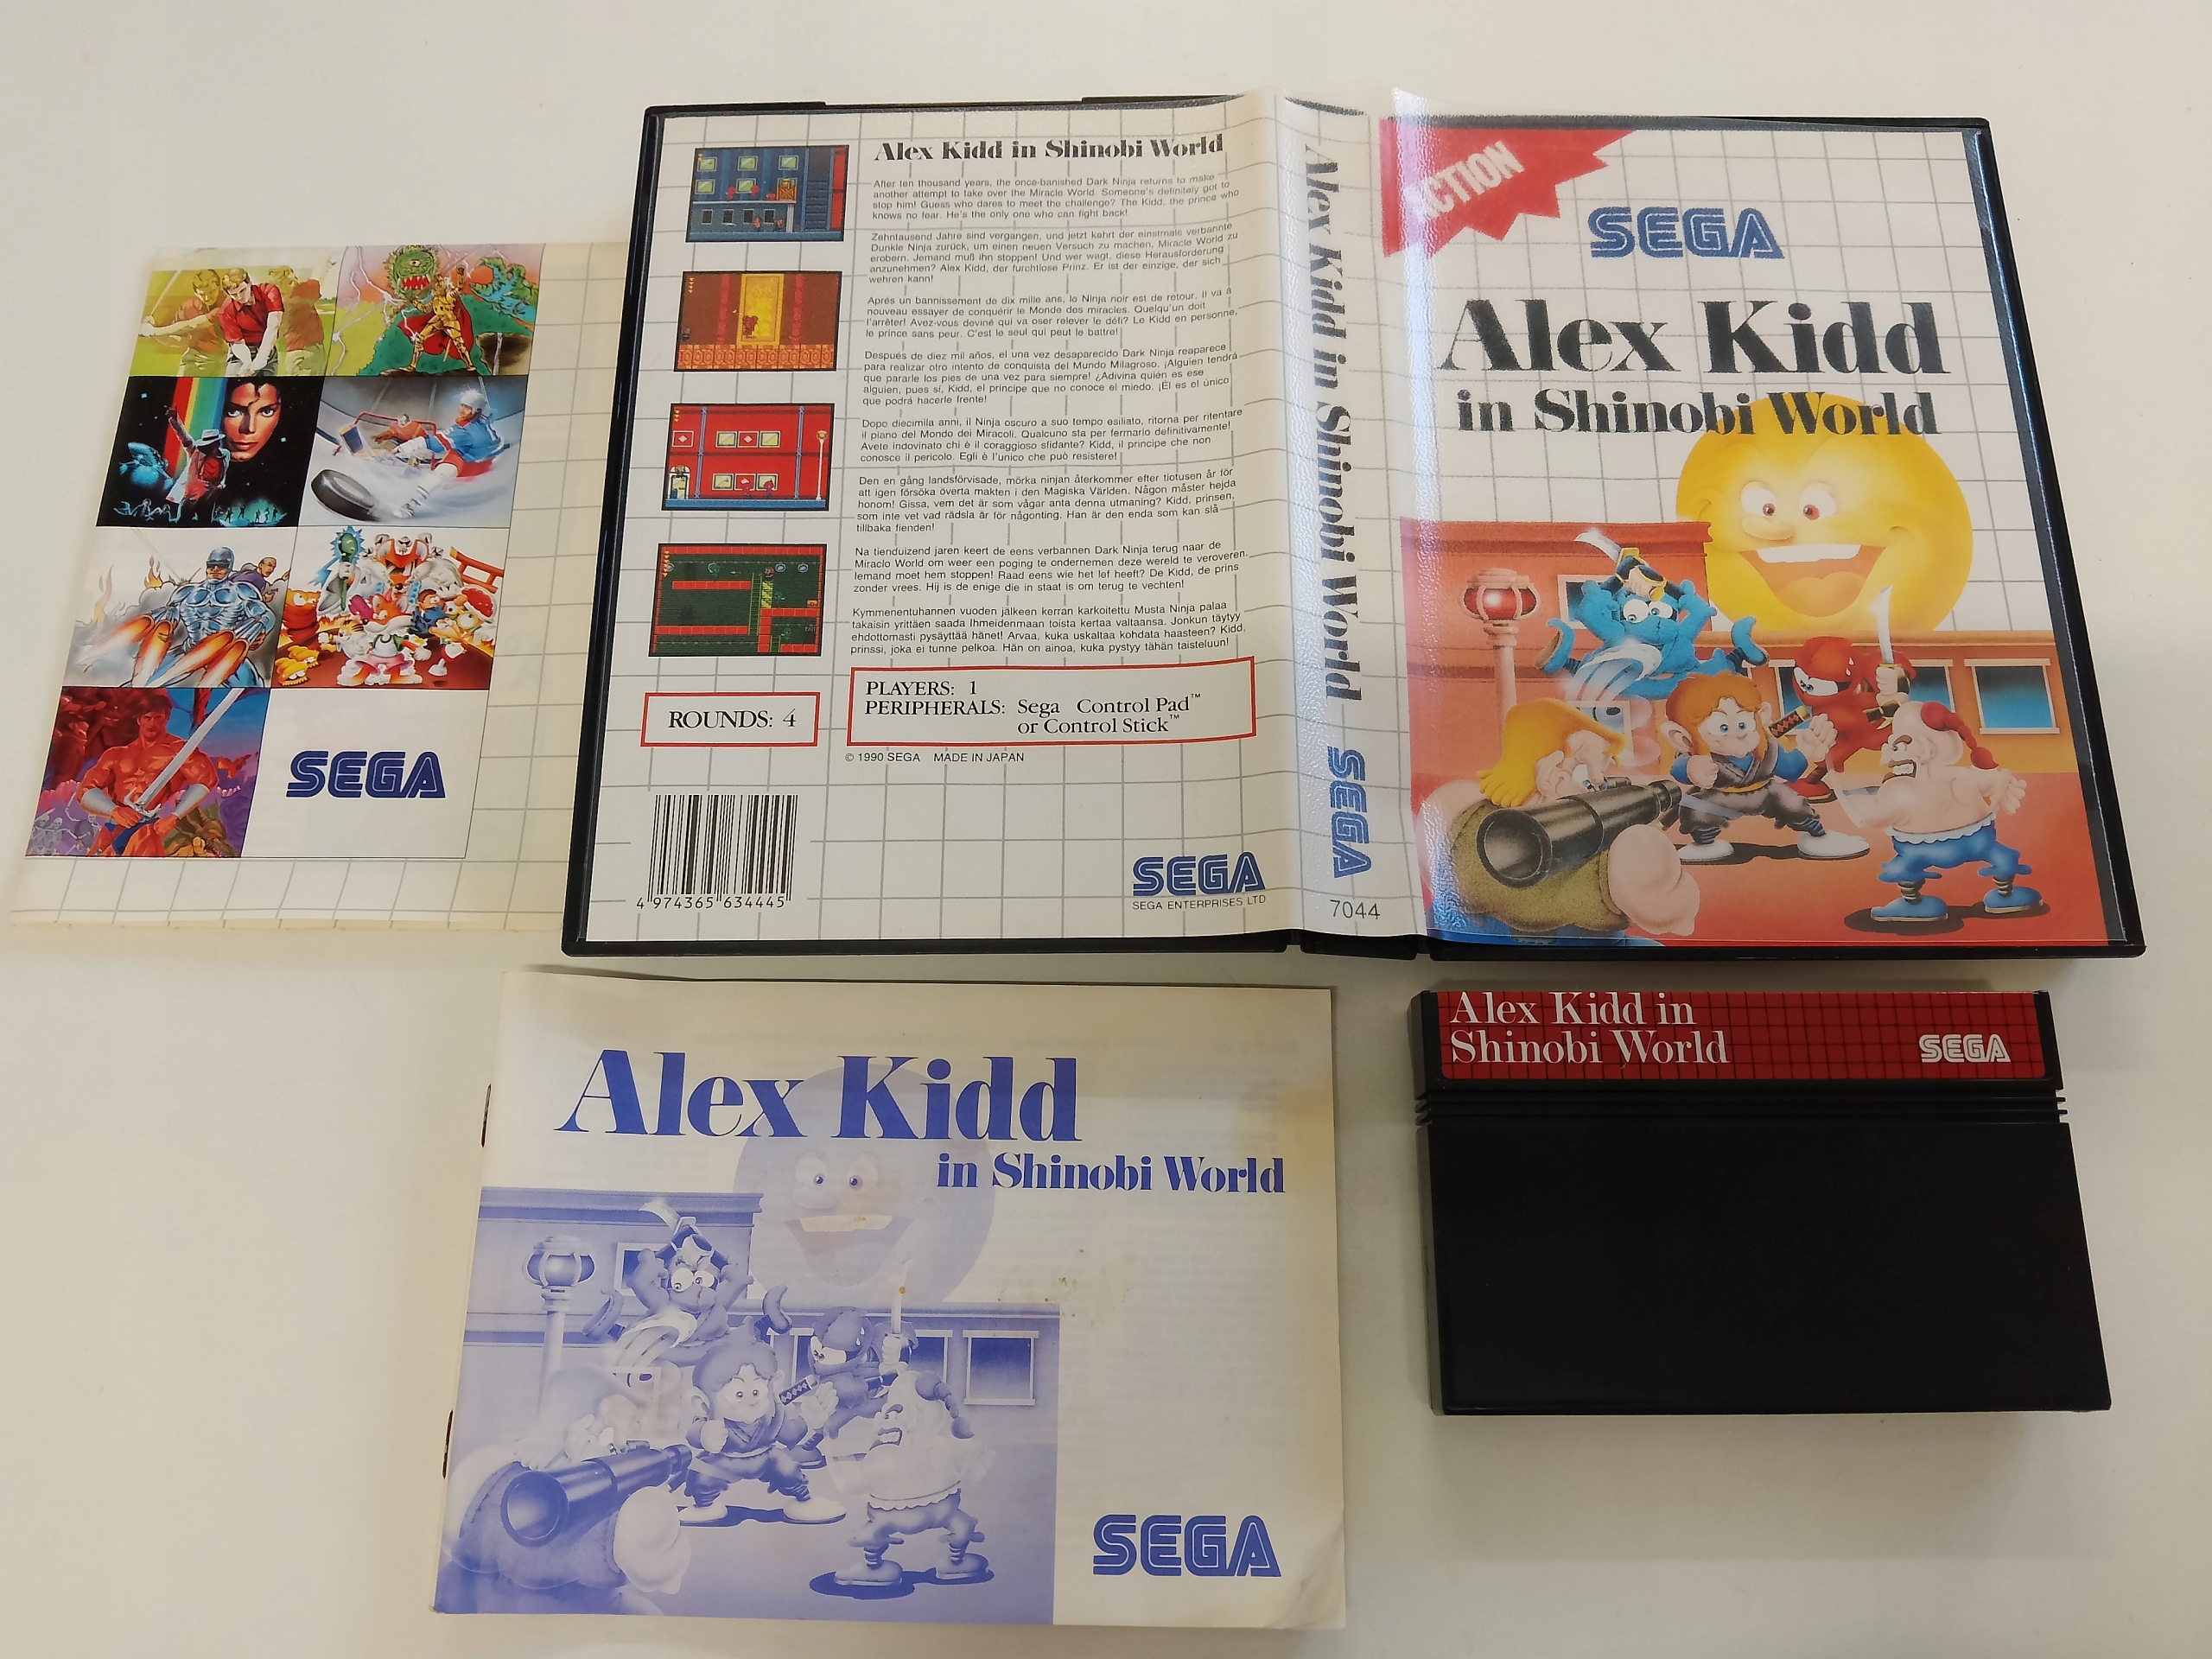 SEGA
Alex Kidd in Shinobi World
After ten thousand years, the once-banished Dark Ninja returns to make
another attempt to take over the Miracle World. Someone's definitely got to
stop him! Guess who dares to meet the challenge? The Kidd, the prince who
knows no fear. He's the only one who can fight back!
Zehntausend Jahre sind vergangen, und jetzt kehrt der einstmals verbannte
Dunkle Ninja zurück, um einen neuen Versuch zu machen, Miracle World zu
erobern. Jemand muß ihn stoppen! Und wer wagt, diese Herausforderung
anzunehmen? Alex Kidd, der furchtlose Prinz. Er ist der einzige, der sich
wehren kann!
Aprés un bannissement de dix mille ans, le Ninja noir est de retour. Il va à
nouveau essayer de conquérir le Monde des miracles. Quelqu'un doit
l'arrêter! Avez-vous deviné qui va oser relever le défi? Le Kidd en personne,
le prince sans peur. C'est le seul qui peut le battre!
Después de diez mil años, el una vez desaparecido Dark Ninja reaparece
para realizar otro intento de conquista del Mundo Milagroso. ¡Alguien tendrá
que pararle los pies de una vez para siempre! ¿Adivina quién es ese
alguien, pues sí, Kidd, el príncipe que no conoce el miedo. ¡Él es el único
que podrá hacerle frente!
Dopo diecimila anni, il Ninja oscuro a suo tempo esiliato, ritorna per ritentare
il piano del Mondo dei Miracoli. Qualcuno sta per fermarlo definitivamente!
Avete indovinato chi è il coraggioso sfidante? Kidd, il principe che non
conosce il pericolo. Egli è l'unico che può resistere!
Den en gång landsförvisade, mörka ninjan återkommer efter tiotusen år för
att igen försöka överta makten i den Magiska Världen. Någon måster hejda
honom! Gissa, vem det är som vågar anta denna utmaning? Kidd, prinsen,
som inte vet vad rädsla är för någonting. Han är den enda som kan slå
tillbaka fienden!
Na tienduizend jaren keert de eens verbannen Dark Ninja terug naar de
Miraclo World om weer een poging te ondernemen deze wereld te veroveren.
Iemand moet hem stoppen! Raad eens wie het lef heeft? De Kidd, de prins
zonder vrees. Hij is de enige die in staat is om terug te vechten!
Kymmenentuhannen vuoden jälkeen kerran karkoitettu Musta Ninja palaa
takaisin yrittäen saada Ihmeidenmaan toista kertaa valtaansa. Jonkun täytyy
ehdottomasti pysäyttää hänet! Arvaa, kuka uskaltaa kohdata haasteen? Kidd,
prinssi, joka ei tunne pelkoa. Hän on ainoa, kuka pystyy tähän taisteluun!
ROUNDS: 4
PLAYERS: 1
PERIPHERALS: Sega Control Pad™
or Control Stick™
© 1990 SEGA MADE IN JAPAN
4 974365 634445
SEGA
SEGA ENTERPRISES LTD
Alex Kidd in Shinobi World
SEGA
7044
ACTION
SEGA
Alex Kidd
in Shinobi World
Alex Kidd
in Shinobi World
SEGA
Alex Kidd in
Shinobi World
SEGA